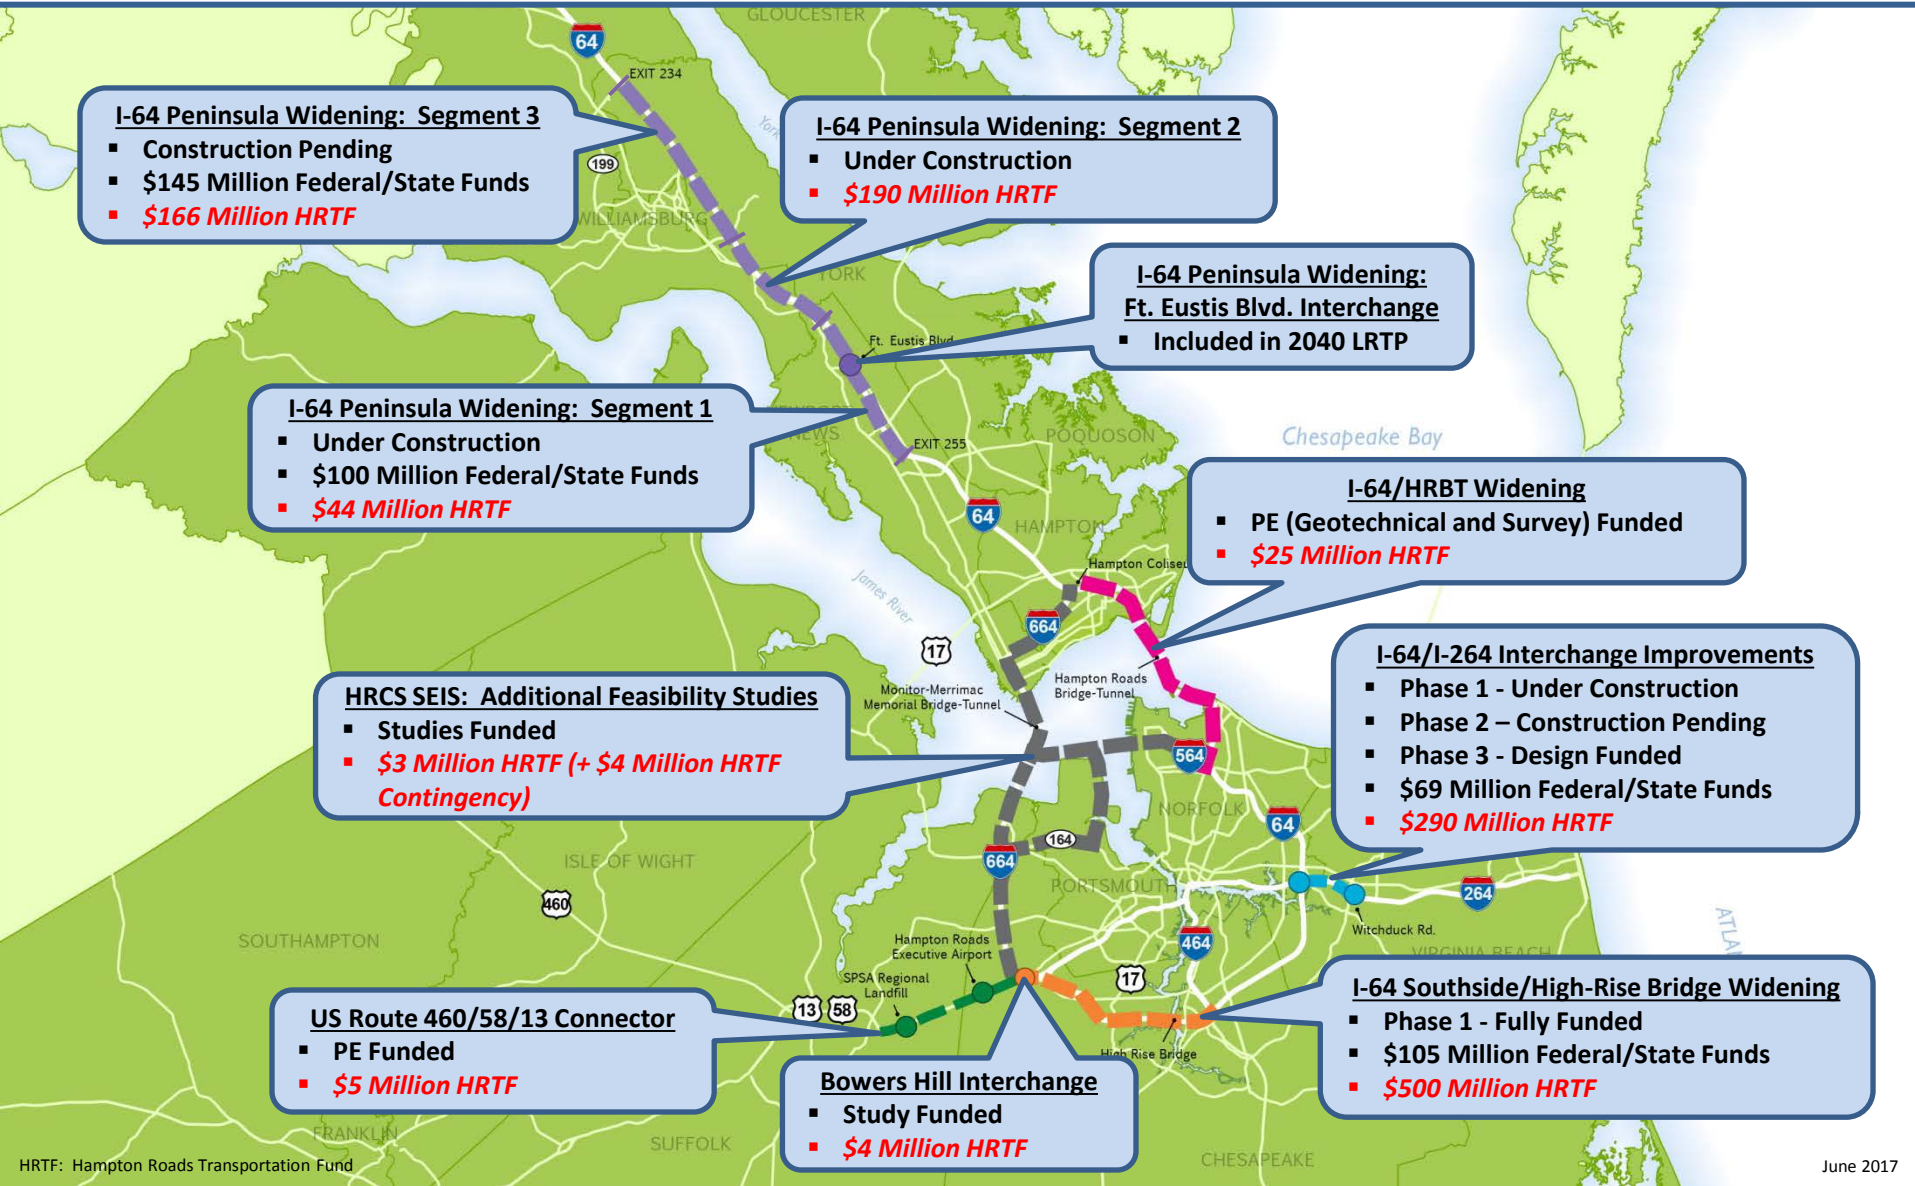 GLOUCESTER
64
EXIT 234
I-64 Peninsula Widening: Segment 3
▪ Construction Pending
▪ $145 Million Federal/State Funds
▪ $166 Million HRTF
I-64 Peninsula Widening: Segment 2
▪ Under Construction
▪ $190 Million HRTF
York
199
WILLIAMSBURG
YORK
I-64 Peninsula Widening:
Ft. Eustis Blvd. Interchange
▪ Included in 2040 LRTP
Ft. Eustis Blvd
I-64 Peninsula Widening: Segment 1
▪ Under Construction
▪ $100 Million Federal/State Funds
▪ $44 Million HRTF
NEWS
EXIT 255
POQUOSON
Chesapeake Bay
64
HAMPTON
I-64/HRBT Widening
▪ PE (Geotechnical and Survey) Funded
▪ $25 Million HRTF
Hampton Coliseu
James River
664
17
Monitor-Merrimac
Memorial Bridge-Tunnel
Hampton Roads
Bridge-Tunnel
I-64/I-264 Interchange Improvements
▪ Phase 1 - Under Construction
▪ Phase 2 – Construction Pending
▪ Phase 3 - Design Funded
▪ $69 Million Federal/State Funds
▪ $290 Million HRTF
HRCS SEIS: Additional Feasibility Studies
▪ Studies Funded
▪ $3 Million HRTF (+ $4 Million HRTF
Contingency)
564
NORFOLK
64
164
664
ISLE OF WIGHT
PORTSMOUTH
460
264
Witchduck Rd.
ATLAN
SOUTHAMPTON
Hampton Roads
Executive Airport
464
VIRGINIA BEACH
SPSA Regional
Landfill
17
13
58
I-64 Southside/High-Rise Bridge Widening
▪ Phase 1 - Fully Funded
▪ $105 Million Federal/State Funds
▪ $500 Million HRTF
US Route 460/58/13 Connector
▪ PE Funded
▪ $5 Million HRTF
High Rise Bridge
Bowers Hill Interchange
▪ Study Funded
▪ $4 Million HRTF
FRANKLIN
SUFFOLK
CHESAPEAKE
HRTF: Hampton Roads Transportation Fund
June 2017